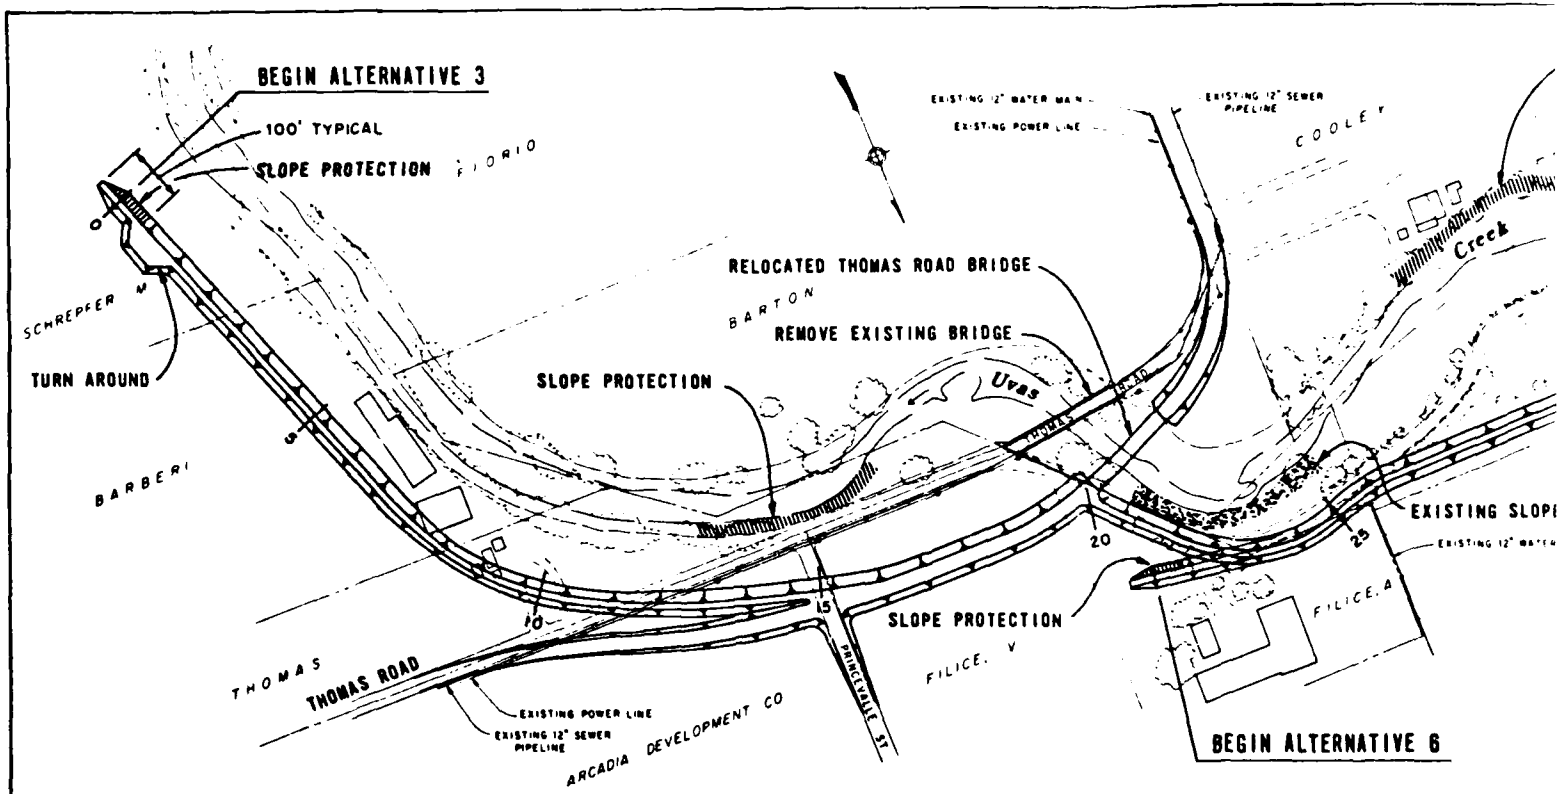 BEGIN ALTERNATIVE 3
100' TYPICAL
SLOPE PROTECTION
EXISTING 12" WATER MAIN
EXISTING POWER LINE
EXISTING 12" SEWER
PIPELINE
COOLEY
Creek
0
SCHREPFER M
TURN AROUND
RELOCATED THOMAS ROAD BRIDGE
BARTON
REMOVE EXISTING BRIDGE
SLOPE PROTECTION
Uvas
THOMAS ROAD
5
BARBERI
EXISTING SLOPE
20
25
EXISTING 12" WATER
10
15
SLOPE PROTECTION
FILICE, A
FILICE, V
PRINCEVALLE ST
THOMAS
THOMAS ROAD
EXISTING POWER LINE
EXISTING 12" SEWER
PIPELINE
ARCADIA DEVELOPMENT CO
BEGIN ALTERNATIVE 6